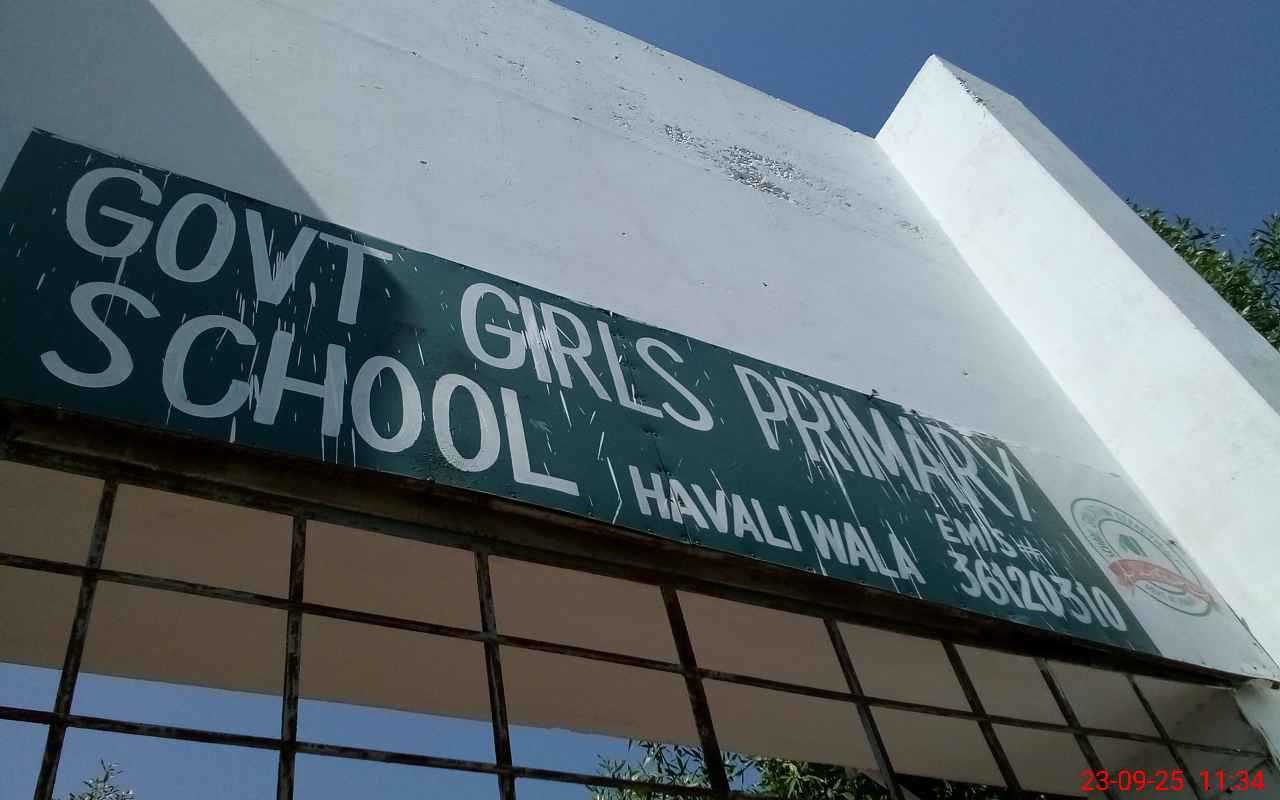 GOVT GIRLS PRIMARY
SCHOOL HAVALI WALA
EMIS #
36120310
23-09-25 11:34